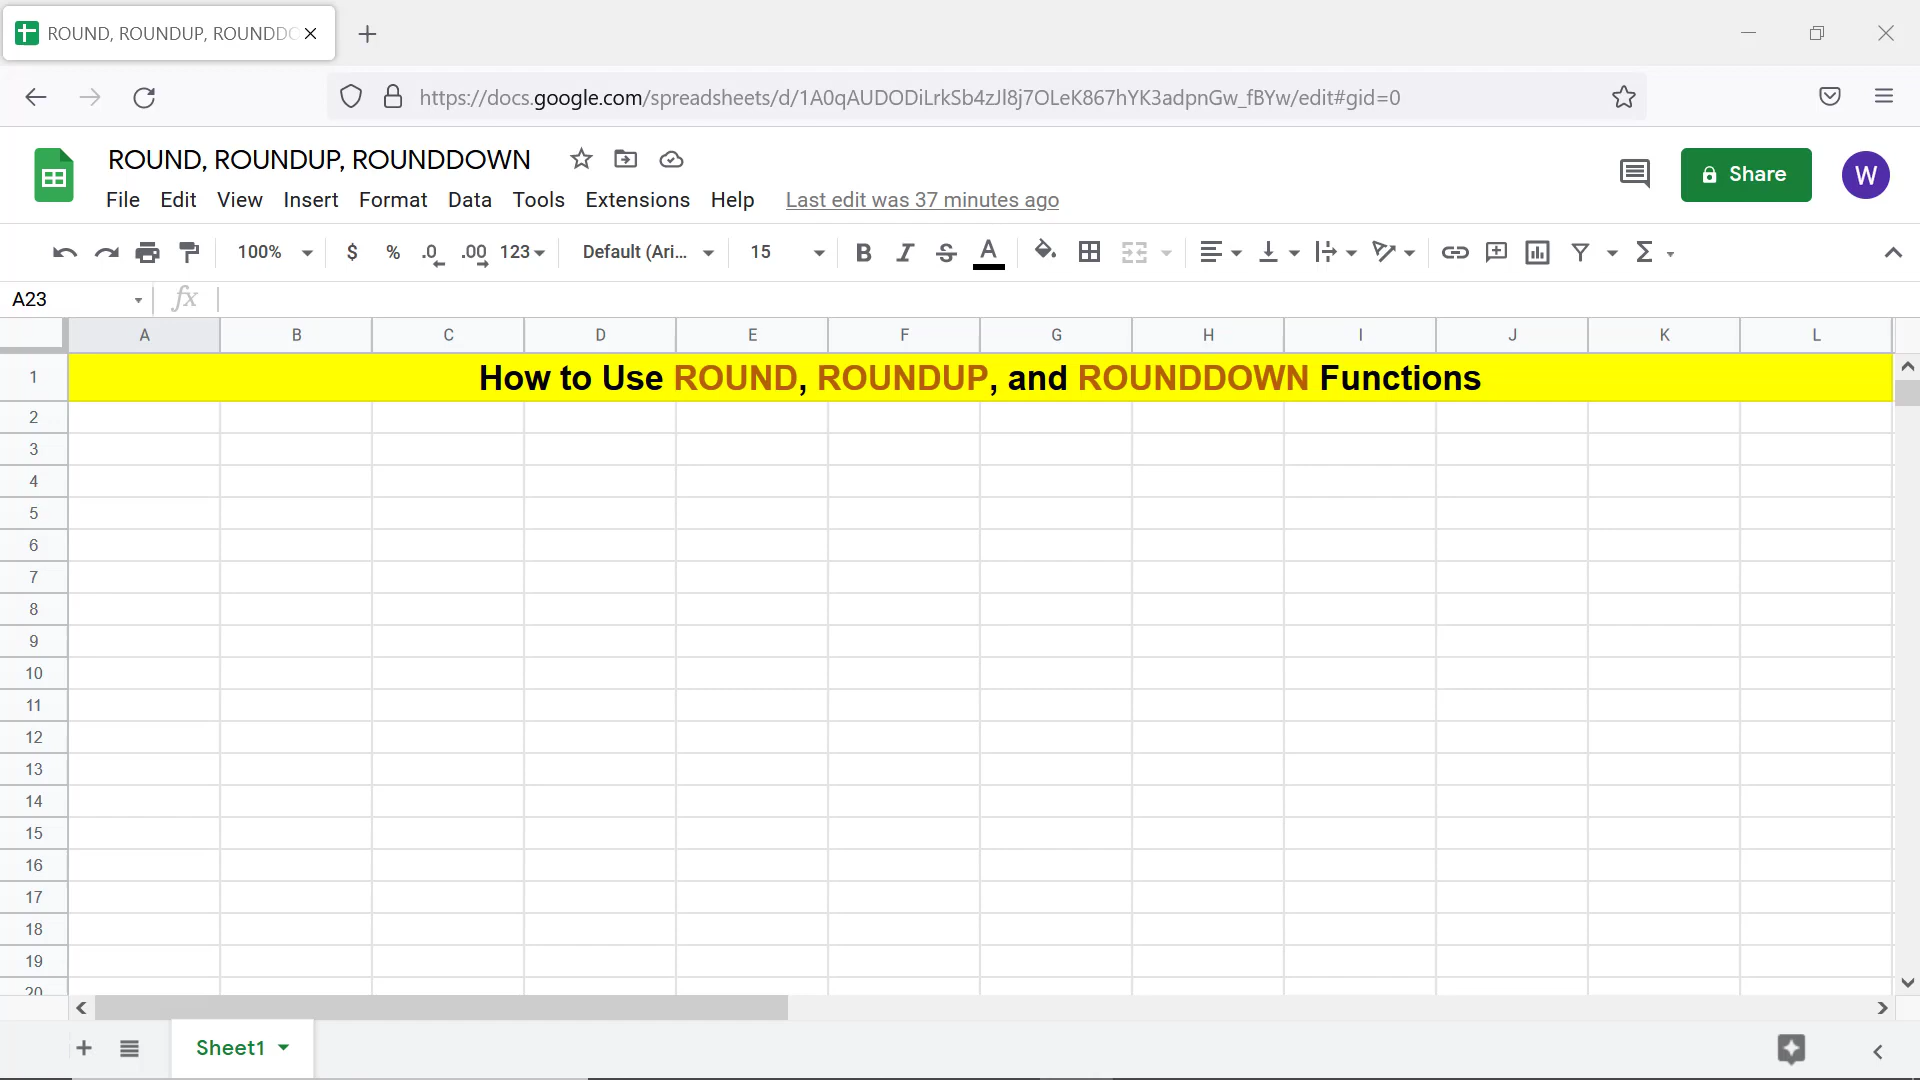 ROUND, ROUNDUP, ROUNDDO
https://docs.google.com/spreadsheets/d/1A0qAUDODiLrkSb4zJl8j7OLeK867hYK3adpnGw_fBYw/edit#gid=0
ROUND, ROUNDUP, ROUNDDOWN
Share
W
File Edit View Insert Format Data Tools Extensions Help Last edit was 37 minutes ago
100% $ % .0 .00 123 Default (Ari... 15 B I S A Σ
A23 fx
A B C D E F G H I J K L
1 How to Use ROUND, ROUNDUP, and ROUNDDOWN Functions
2
3
4
5
6
7
8
9
10
11
12
13
14
15
16
17
18
19
20
Sheet1